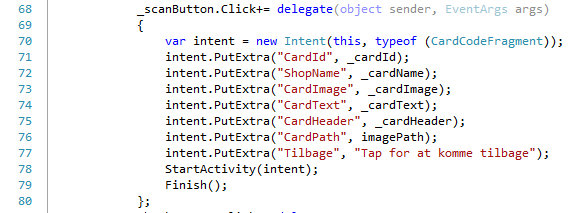 68 _scanButton.Click+= delegate(object sender, EventArgs args)
69 {
70 var intent = new Intent(this, typeof (CardCodeFragment));
71 intent.PutExtra("CardId", _cardId);
72 intent.PutExtra("ShopName", _cardName);
73 intent.PutExtra("CardImage", _cardImage);
74 intent.PutExtra("CardText", _cardText);
75 intent.PutExtra("CardHeader", _cardHeader);
76 intent.PutExtra("CardPath", imagePath);
77 intent.PutExtra("Tilbage", "Tap for at komme tilbage");
78 StartActivity(intent);
79 Finish();
80 };